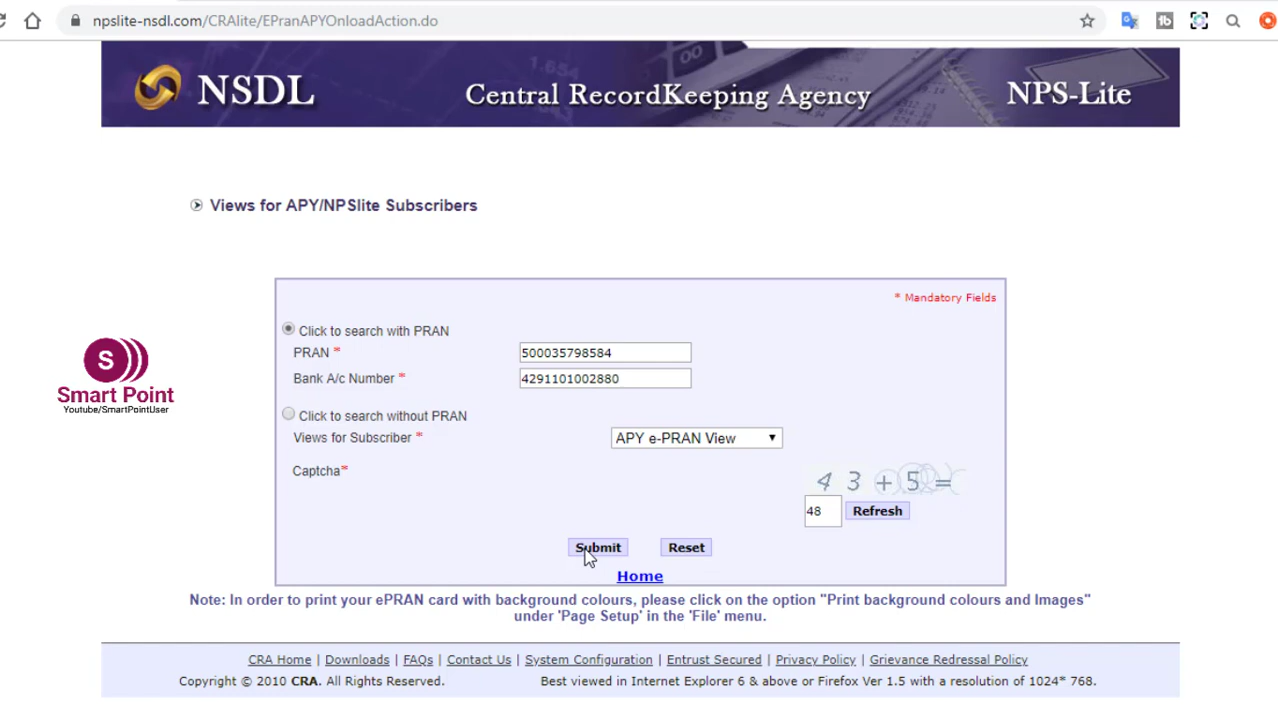 npslite-nsdl.com/CRAlite/EPranAPYOnloadAction.do
NSDL
Central RecordKeeping Agency
NPS-Lite
Views for APY/NPSlite Subscribers
* Mandatory Fields
Click to search with PRAN
PRAN * 500035798584
Bank A/c Number * 4291101002880
Click to search without PRAN
Views for Subscriber * APY e-PRAN View
Captcha*
4 3 + 5 =
48 Refresh
Submit Reset
Home
S
Smart Point
Youtube/SmartPointUser
Note: In order to print your ePRAN card with background colours, please click on the option "Print background colours and Images"
under 'Page Setup' in the 'File' menu.
CRA Home | Downloads | FAQs | Contact Us | System Configuration | Entrust Secured | Privacy Policy | Grievance Redressal Policy
Copyright © 2010 CRA. All Rights Reserved. Best viewed in Internet Explorer 6 & above or Firefox Ver 1.5 with a resolution of 1024* 768.